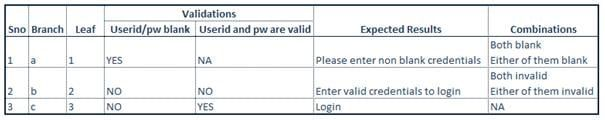 Validations
Sno Branch Leaf Userid/pw blank Userid and pw are valid Expected Results Combinations
Both blank
1 a 1 YES NA Please enter non blank credentials Either of them blank
Both invalid
2 b 2 NO NO Enter valid credentials to login Either of them invalid
3 c 3 NO YES Login NA